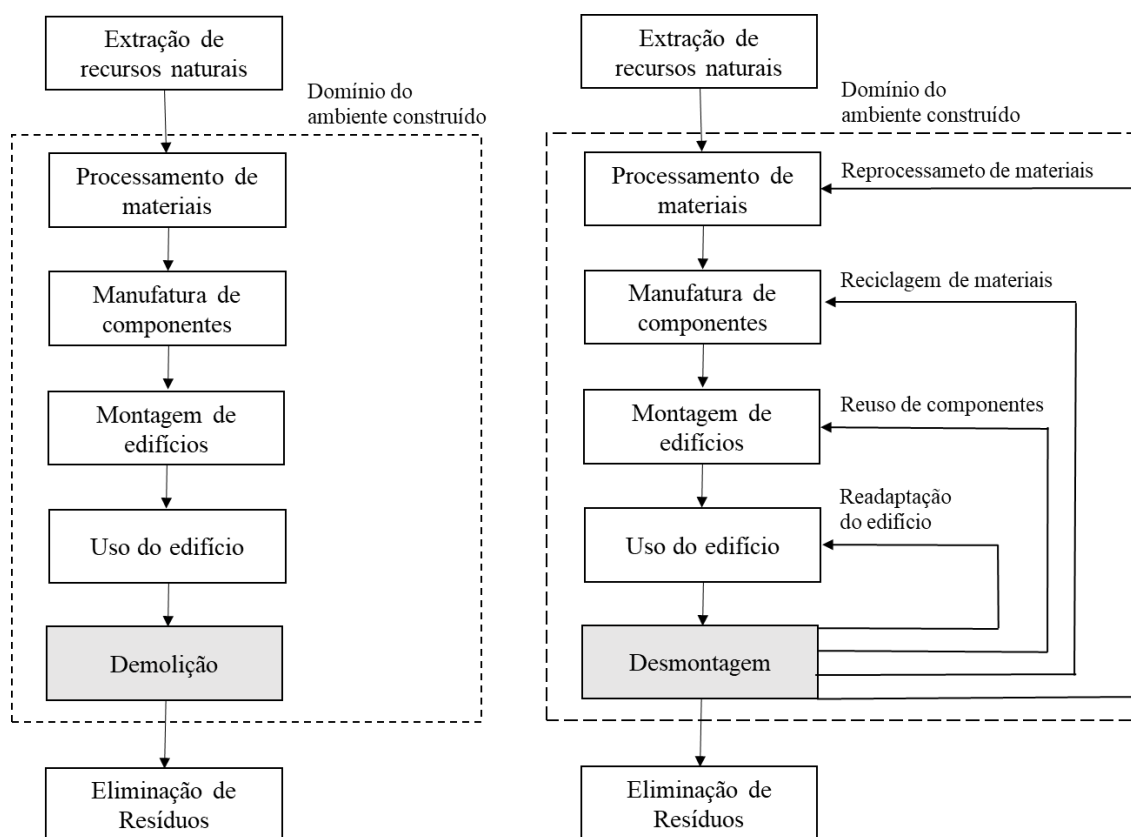 Extração de
recursos naturais
Domínio do
ambiente construído
Processamento de
materiais
Manufatura de
componentes
Montagem de
edifícios
Uso do edifício
Demolição
Eliminação de
Resíduos
Extração de
recursos naturais
Domínio do
ambiente construído
Processamento de
materiais
Reprocessameto de materiais
Manufatura de
componentes
Reciclagem de materiais
Montagem de
edifícios
Reuso de componentes
Readaptação
do edifício
Uso do edifício
Desmontagem
Eliminação de
Resíduos